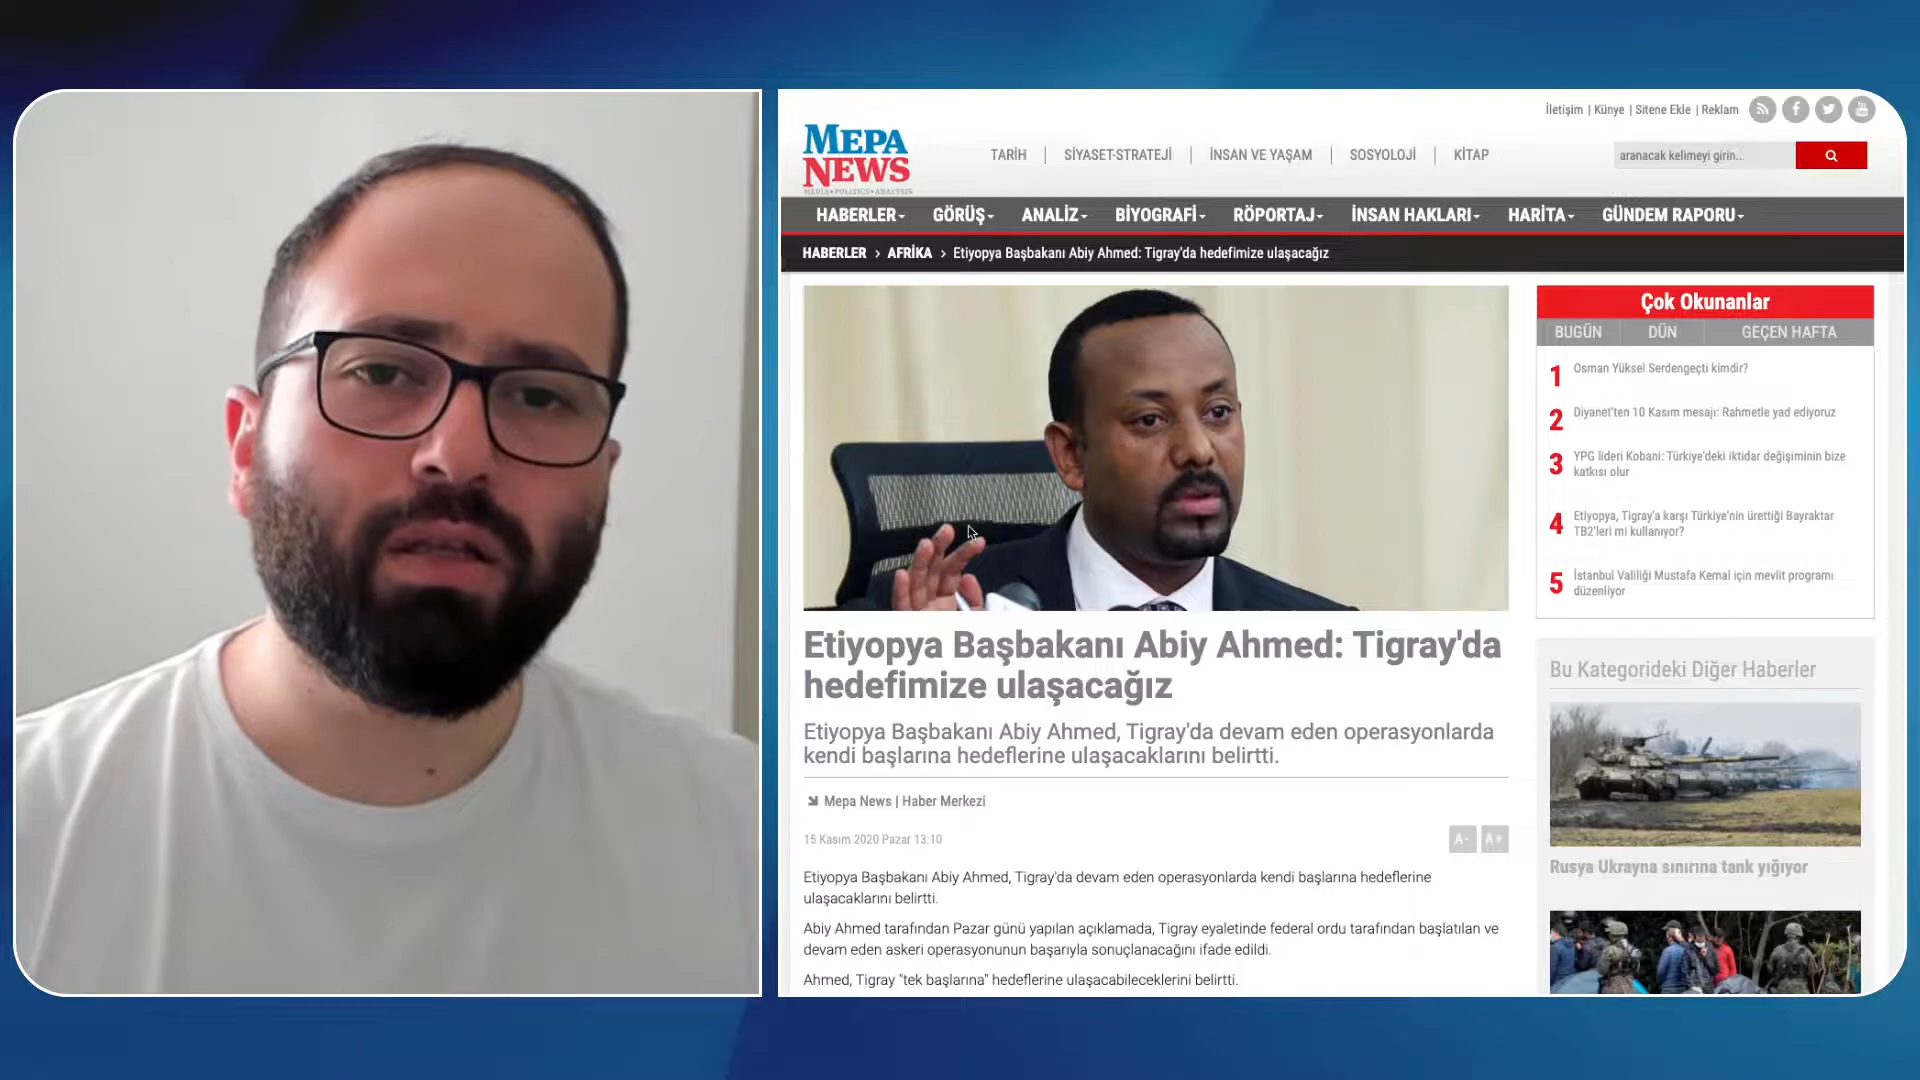 İletişim | Künye | Sitene Ekle | Reklam
MEPA
NEWS
MEDIA•POLITICS•ANALYSIS
TARİH | SİYASET-STRATEJİ | İNSAN VE YAŞAM | SOSYOLOJİ | KİTAP
aranacak kelimeyi girin...
HABERLER GÖRÜŞ ANALİZ BİYOGRAFİ RÖPORTAJ İNSAN HAKLARI HARİTA GÜNDEM RAPORU
HABERLER › AFRİKA › Etiyopya Başbakanı Abiy Ahmed: Tigray'da hedefimize ulaşacağız
Etiyopya Başbakanı Abiy Ahmed: Tigray'da
hedefimize ulaşacağız
Etiyopya Başbakanı Abiy Ahmed, Tigray'da devam eden operasyonlarda
kendi başlarına hedeflerine ulaşacaklarını belirtti.
Mepa News | Haber Merkezi
15 Kasım 2020 Pazar 13:10
A- A+
Etiyopya Başbakanı Abiy Ahmed, Tigray'da devam eden operasyonlarda kendi başlarına hedeflerine
ulaşacaklarını belirtti.
Abiy Ahmed tarafından Pazar günü yapılan açıklamada, Tigray eyaletinde federal ordu tarafından başlatılan ve
devam eden askeri operasyonunun başarıyla sonuçlanacağını ifade edildi.
Ahmed, Tigray "tek başlarına" hedeflerine ulaşacabileceklerini belirtti.
Çok Okunanlar
BUGÜN DÜN GEÇEN HAFTA
1 Osman Yüksel Serdengeçti kimdir?
2 Diyanet'ten 10 Kasım mesajı: Rahmetle yad ediyoruz
3 YPG lideri Kobani: Türkiye'deki iktidar değişiminin bize
katkısı olur
4 Etiyopya, Tigray'a karşı Türkiye'nin ürettiği Bayraktar
TB2'leri mi kullanıyor?
5 İstanbul Valiliği Mustafa Kemal için mevlit programı
düzenliyor
Bu Kategorideki Diğer Haberler
Rusya Ukrayna sınırına tank yığıyor